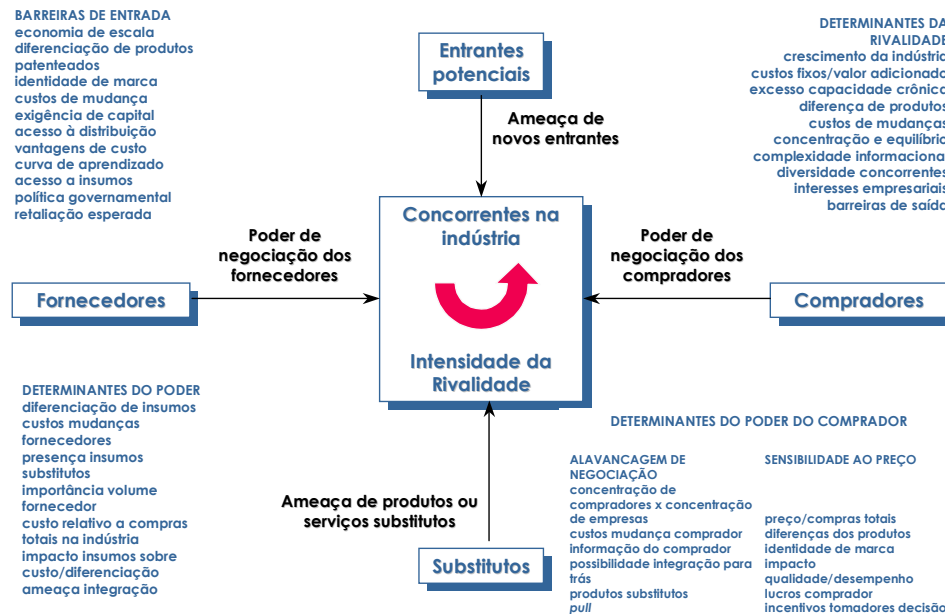 BARREIRAS DE ENTRADA
economia de escala
diferenciação de produtos
patenteados
identidade de marca
custos de mudança
exigência de capital
acesso à distribuição
vantagens de custo
curva de aprendizado
acesso a insumos
política governamental
retaliação esperada
Entrantes
potenciais
Ameaça de
novos entrantes
DETERMINANTES DA
RIVALIDADE
crescimento da indústria
custos fixos/valor adicionado
excesso capacidade crônica
diferença de produtos
custos de mudanças
concentração e equilíbrio
complexidade informacional
diversidade concorrentes
interesses empresariais
barreiras de saída
Poder de
negociação dos
fornecedores
Concorrentes na
indústria
Intensidade da
Rivalidade
Poder de
negociação dos
compradores
Fornecedores
Compradores
DETERMINANTES DO PODER
diferenciação de insumos
custos mudanças
fornecedores
presença insumos
substitutos
importância volume
fornecedor
custo relativo a compras
totais na indústria
impacto insumos sobre
custo/diferenciação
ameaça integração
Ameaça de produtos ou
serviços substitutos
Substitutos
DETERMINANTES DO PODER DO COMPRADOR
ALAVANCAGEM DE
NEGOCIAÇÃO
concentração de
compradores x concentração
de empresas
custos mudança comprador
informação do comprador
possibilidade integração para
trás
produtos substitutos
pull
SENSIBILIDADE AO PREÇO
preço/compras totais
diferenças dos produtos
identidade de marca
impacto
qualidade/desempenho
lucros comprador
incentivos tomadores decisão